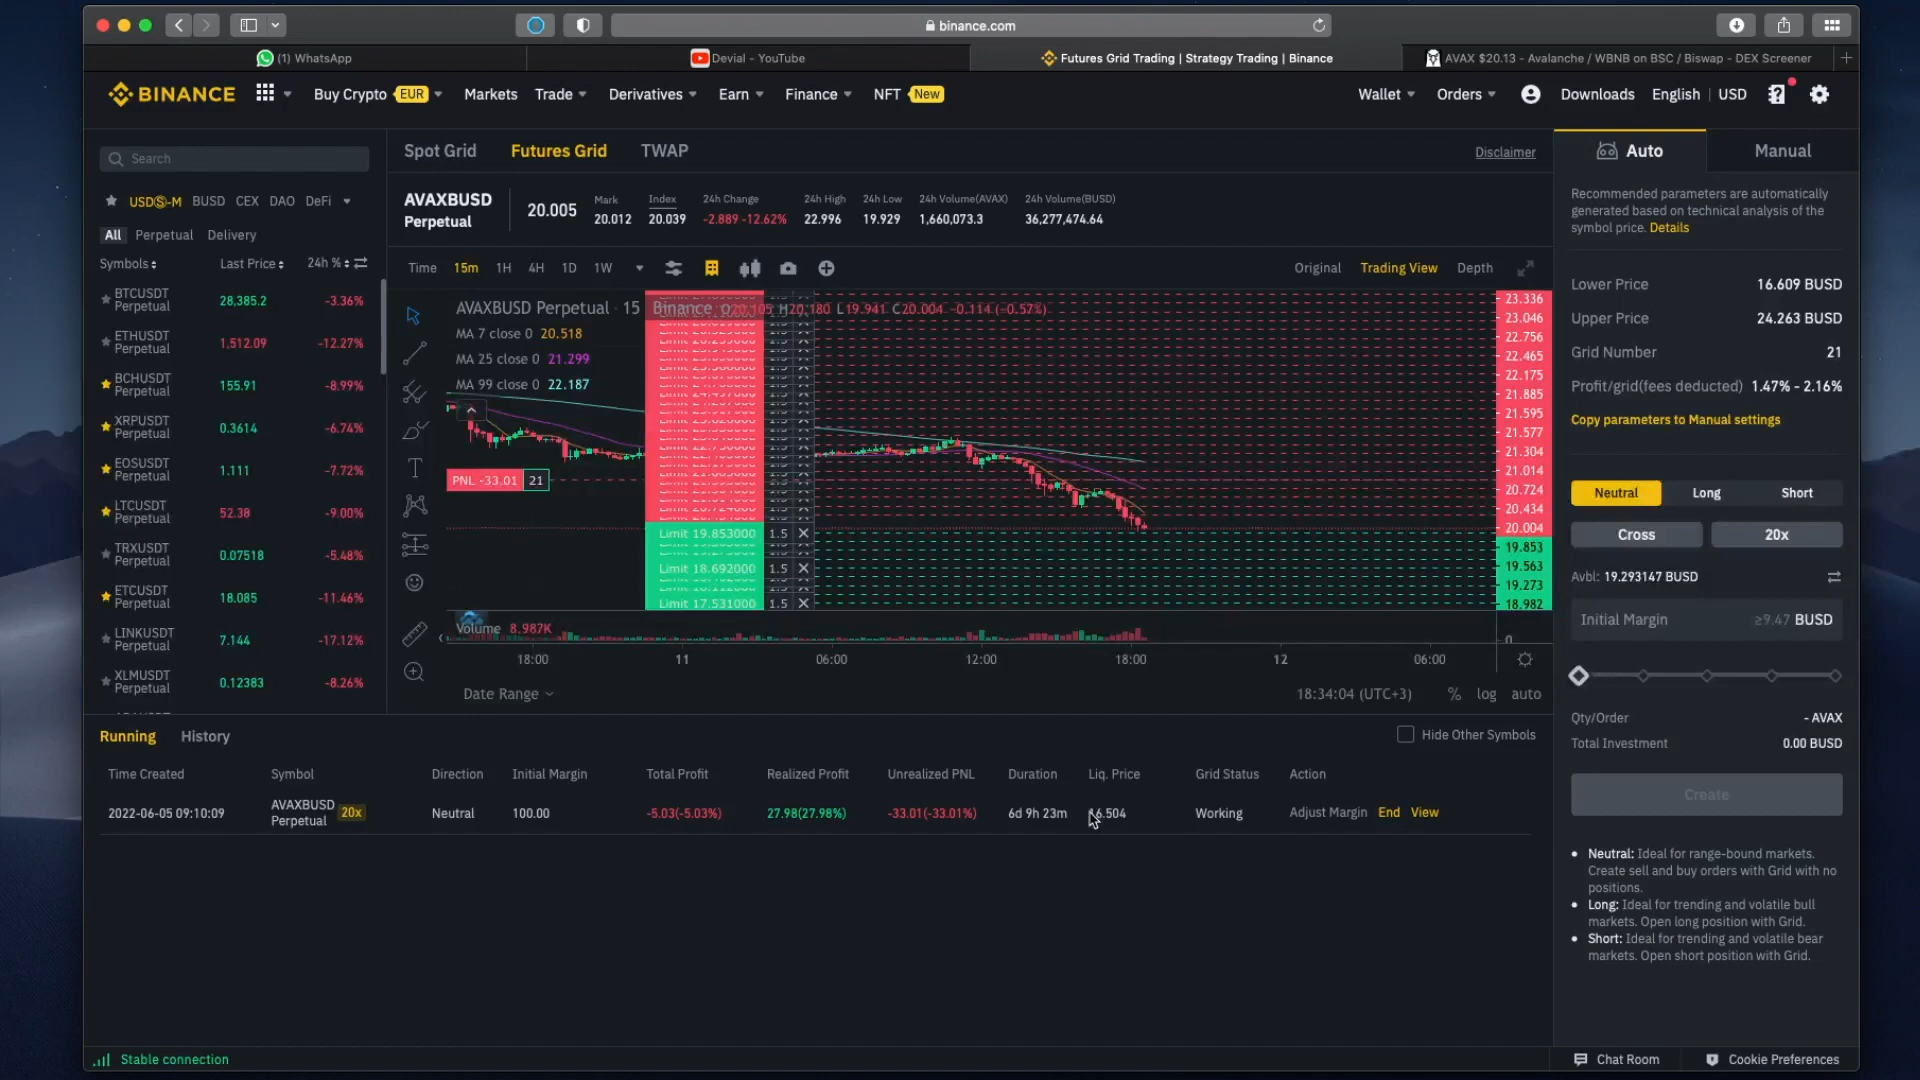 binance.com
(1) WhatsApp
Devial - YouTube
Futures Grid Trading | Strategy Trading | Binance
AVAX $20.13 - Avalanche / WBNB on BSC / Biswap - DEX Screener
BINANCE
Buy Crypto EUR
Markets
Trade
Derivatives
Earn
Finance
NFT New
Wallet
Orders
Downloads
English | USD
Search
USDⓈ-M BUSD CEX DAO DeFi
All Perpetual Delivery
Symbols Last Price 24h %
BTCUSDT Perpetual 28,385.2 -3.36%
ETHUSDT Perpetual 1,512.09 -12.27%
BCHUSDT Perpetual 155.91 -8.99%
XRPUSDT Perpetual 0.3614 -6.74%
EOSUSDT Perpetual 1.111 -7.72%
LTCUSDT Perpetual 52.38 -9.00%
TRXUSDT Perpetual 0.07518 -5.48%
ETCUSDT Perpetual 18.085 -11.46%
LINKUSDT Perpetual 7.144 -17.12%
XLMUSDT Perpetual 0.12383 -8.26%
Spot Grid Futures Grid TWAP
Disclaimer
AVAXBUSD
Perpetual
20.005
Mark
20.012
Index
20.039
24h Change
-2.889 -12.62%
24h High
22.996
24h Low
19.929
24h Volume(AVAX)
1,660,073.3
24h Volume(BUSD)
36,277,474.64
Time 15m 1H 4H 1D 1W
Original Trading View Depth
AVAXBUSD Perpetual · 15 Binance O20.105 H20.180 L19.941 C20.004 -0.114 (-0.57%)
MA 7 close 0 20.518
MA 25 close 0 21.299
MA 99 close 0 22.187
PNL -33.01 21
Limit 19.853000 1.5
Limit 18.692000 1.5
Limit 17.531000 1.5
23.336
23.046
22.756
22.465
22.175
21.885
21.595
21.577
21.304
21.014
20.724
20.434
20.004
19.853
19.563
19.273
18.982
Volume 8.987K
0
18:00 11 06:00 12:00 18:00 12 06:00
Date Range
18:34:04 (UTC+3) % log auto
Running History
Hide Other Symbols
Time Created Symbol Direction Initial Margin Total Profit Realized Profit Unrealized PNL Duration Liq. Price Grid Status Action
2022-06-05 09:10:09 AVAXBUSD Perpetual 20x Neutral 100.00 -5.03(-5.03%) 27.98(27.98%) -33.01(-33.01%) 6d 9h 23m 16.504 Working Adjust Margin End View
Auto Manual
Recommended parameters are automatically
generated based on technical analysis of the
symbol price. Details
Lower Price 16.609 BUSD
Upper Price 24.263 BUSD
Grid Number 21
Profit/grid(fees deducted) 1.47% - 2.16%
Copy parameters to Manual settings
Neutral Long Short
Cross 20x
Avbl: 19.293147 BUSD
Initial Margin ≥9.47 BUSD
Qty/Order - AVAX
Total Investment 0.00 BUSD
Create
Neutral: Ideal for range-bound markets.
Create sell and buy orders with Grid with no
positions.
Long: Ideal for trending and volatile bull
markets. Open long position with Grid.
Short: Ideal for trending and volatile bear
markets. Open short position with Grid.
Stable connection
Chat Room
Cookie Preferences